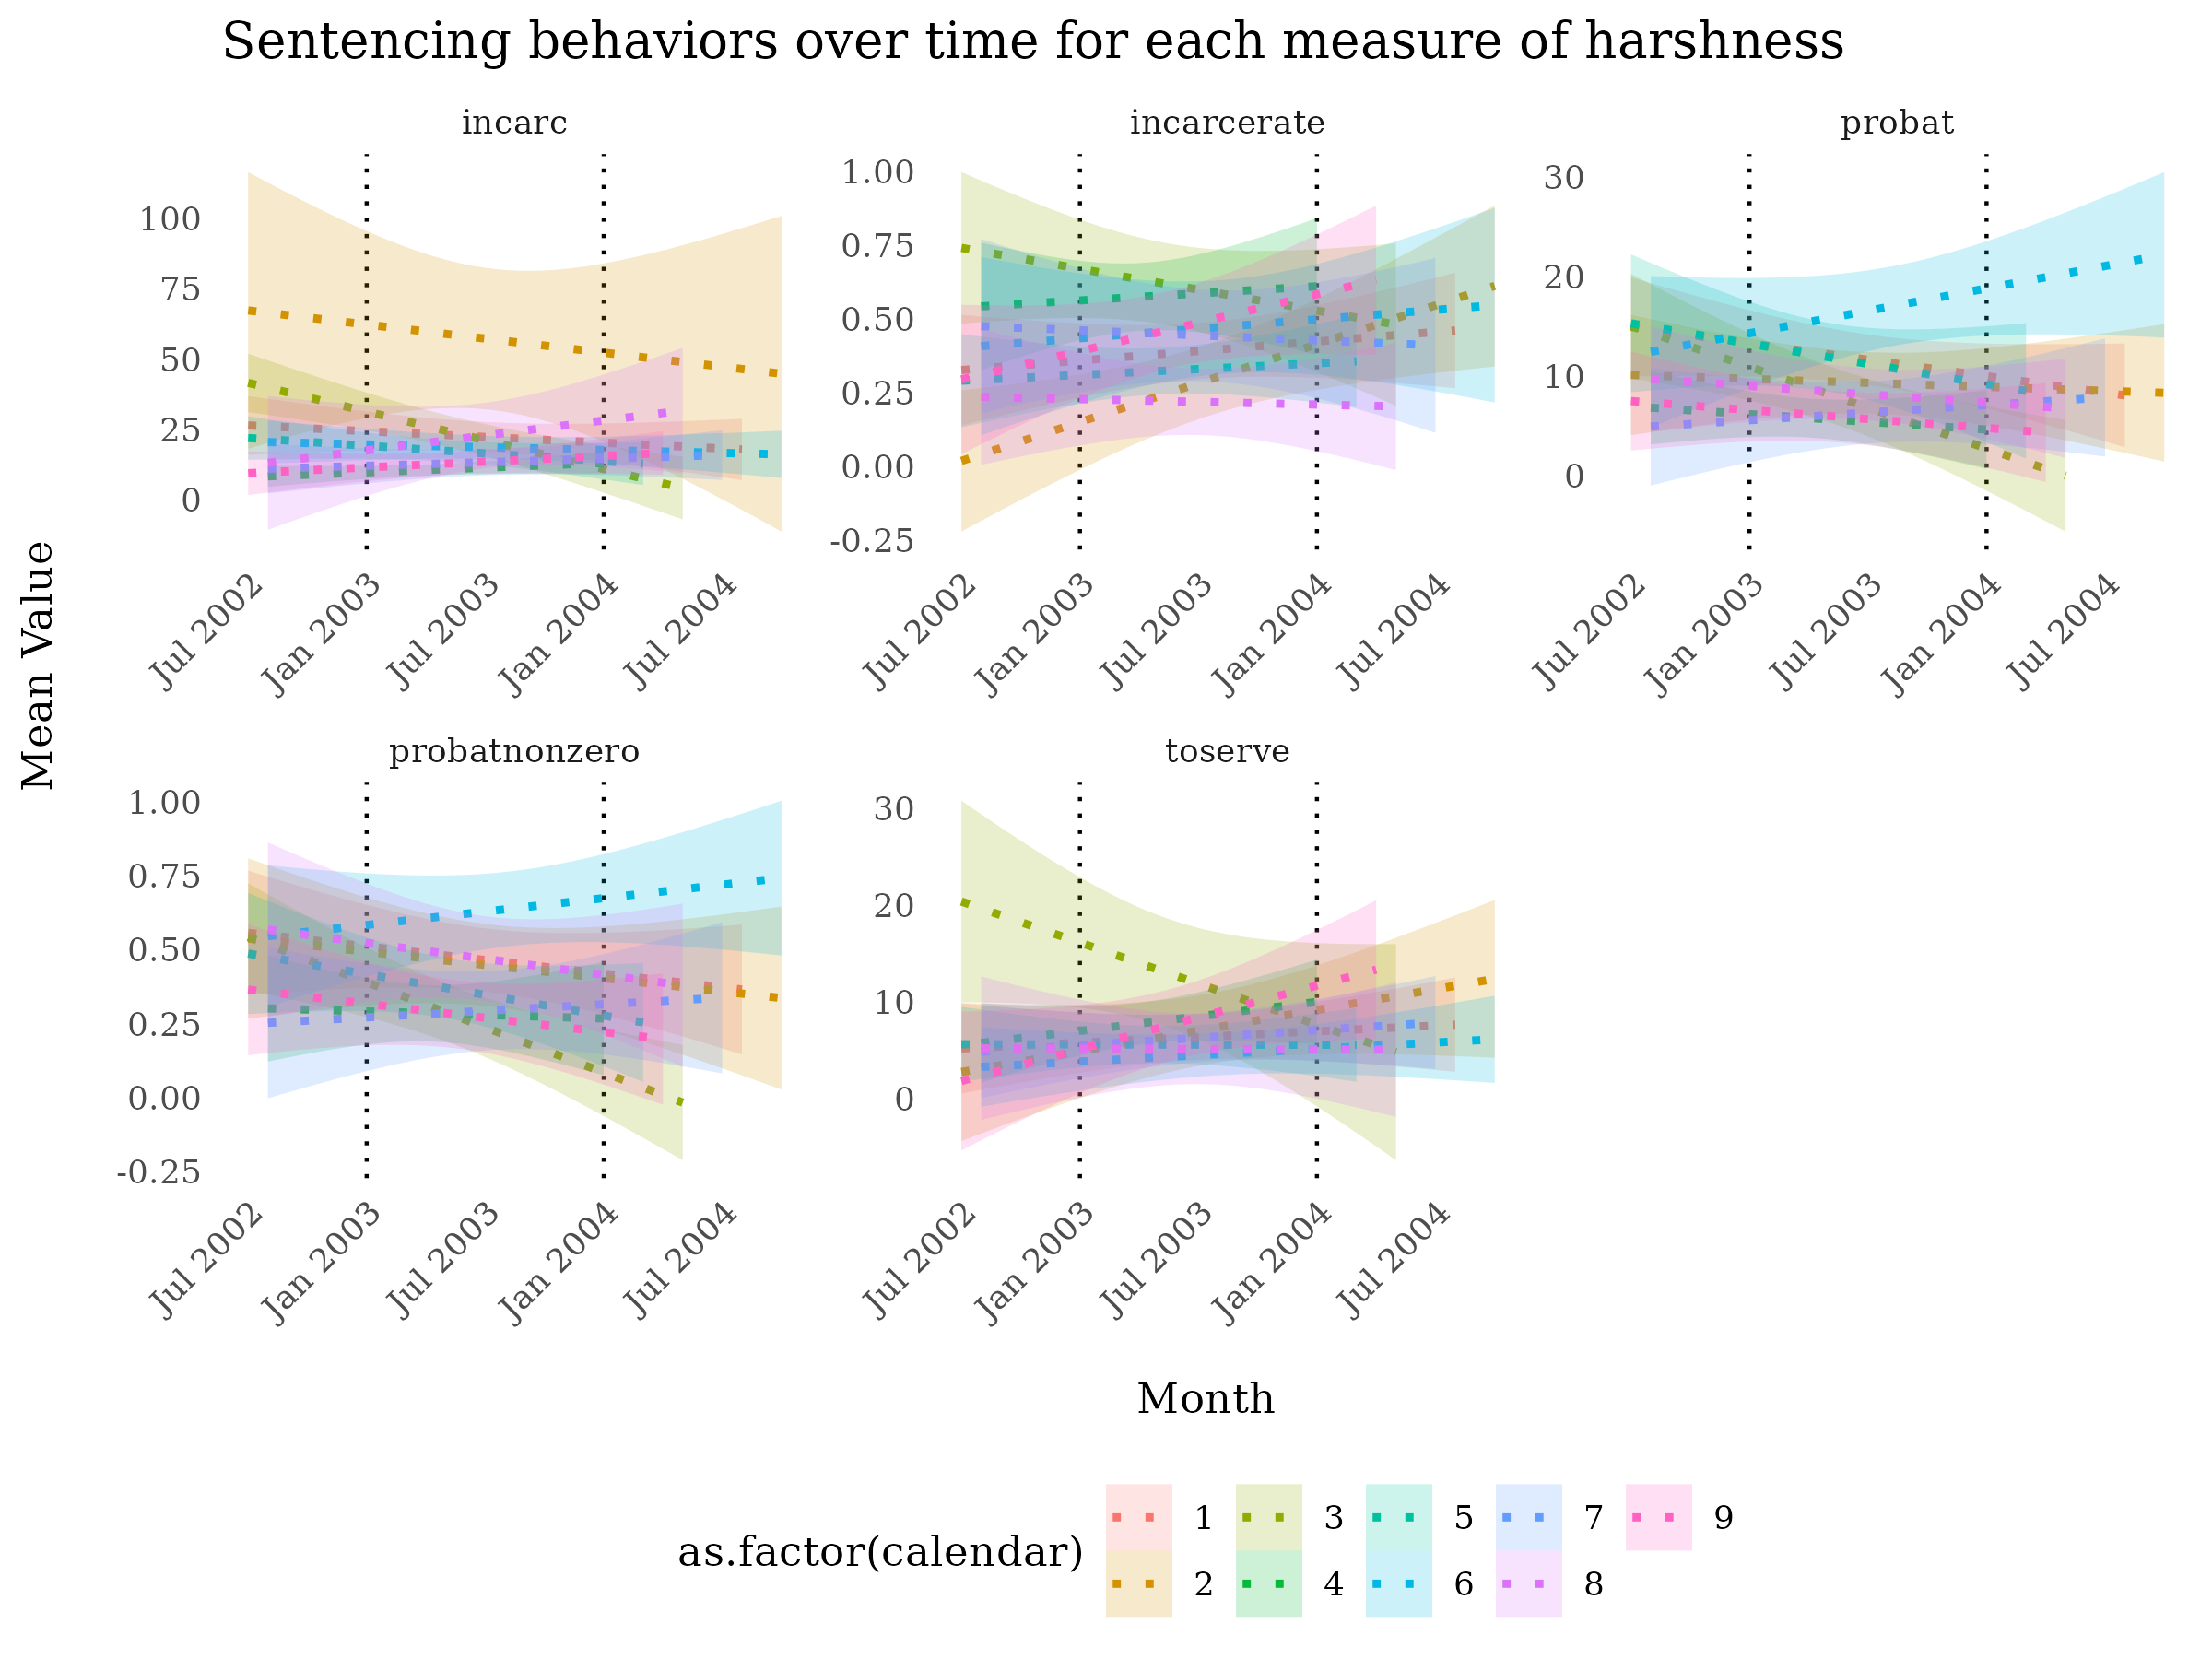 Sentencing behaviors over time for each measure of harshness
incarc
incarcerate
probat
100
75
50
25
0
1.00
0.75
0.50
0.25
0.00
-0.25
30
20
10
0
Jul 2002
Jan 2003
Jul 2003
Jan 2004
Jul 2004
Jul 2002
Jan 2003
Jul 2003
Jan 2004
Jul 2004
Jul 2002
Jan 2003
Jul 2003
Jan 2004
Jul 2004
Mean Value
probatnonzero
toserve
1.00
0.75
0.50
0.25
0.00
-0.25
30
20
10
0
Jul 2002
Jan 2003
Jul 2003
Jan 2004
Jul 2004
Jul 2002
Jan 2003
Jul 2003
Jan 2004
Jul 2004
Month
as.factor(calendar)
1 3 5 7 9
2 4 6 8